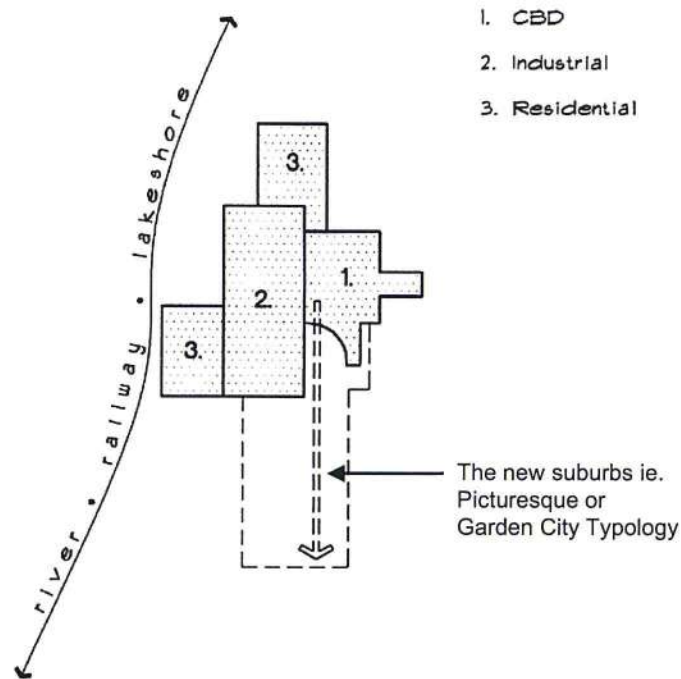 1. CBD
2. Industrial
3. Residential
river • railway • lakeshore
3.
1.
2.
3.
The new suburbs ie.
Picturesque or
Garden City Typology